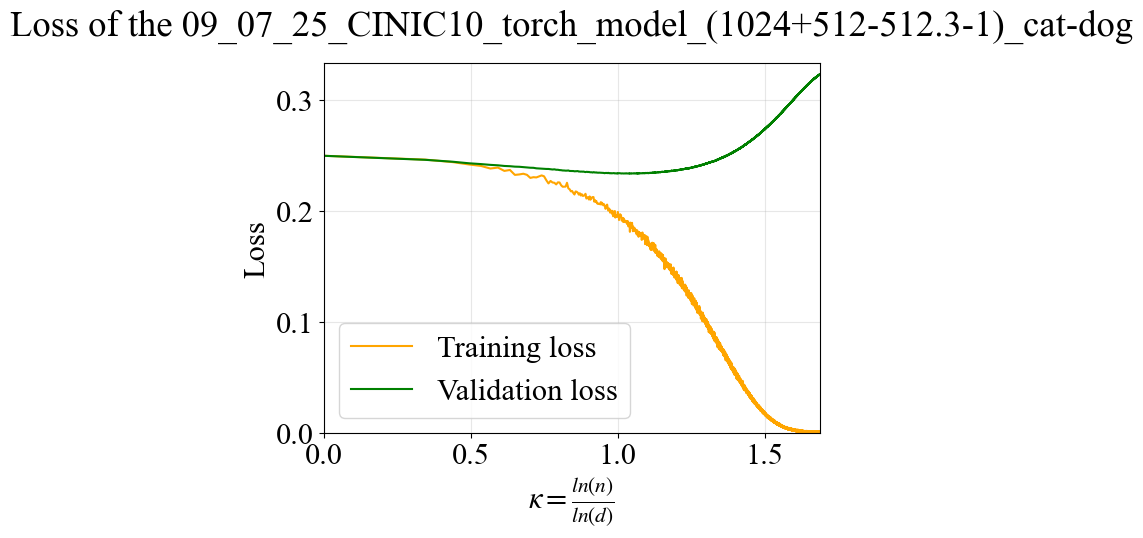 Loss of the 09_07_25_CINIC10_torch_model_(1024+512-512.3-1)_cat-dog
0.3
0.2
0.1
0.0
Loss
Training loss
Validation loss
0.0 0.5 1.0 1.5
κ = ln(n) / ln(d)